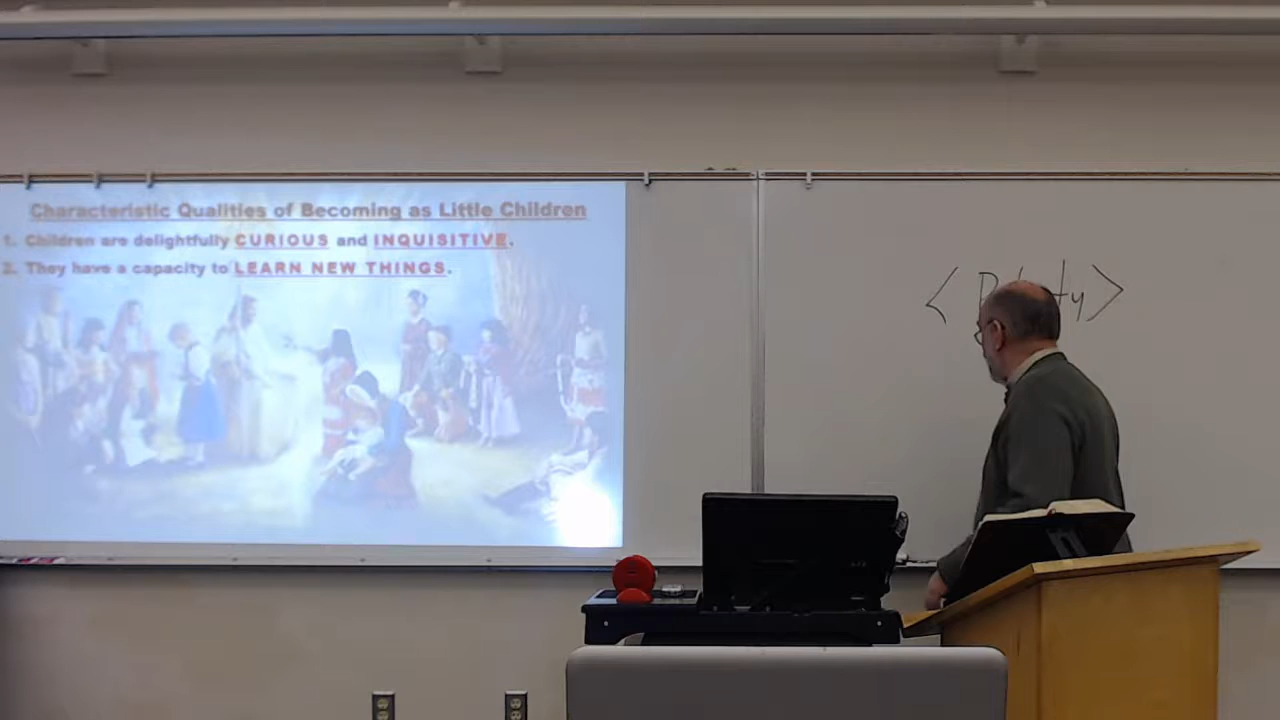 Characteristic Qualities of Becoming as Little Children
1. Children are delightfully CURIOUS and INQUISITIVE.
2. They have a capacity to LEARN NEW THINGS.